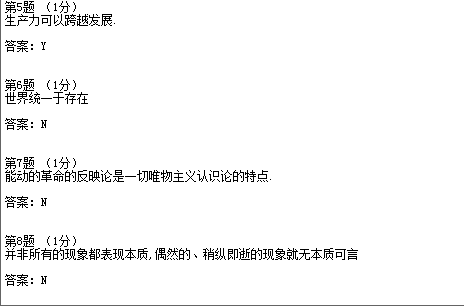 第5题 （1分）
生产力可以跨越发展.
答案：Y
第6题 （1分）
世界统一于存在
答案：N
第7题 （1分）
能动的革命的反映论是一切唯物主义认识论的特点.
答案：N
第8题 （1分）
并非所有的现象都表现本质,偶然的、稍纵即逝的现象就无本质可言
答案：N